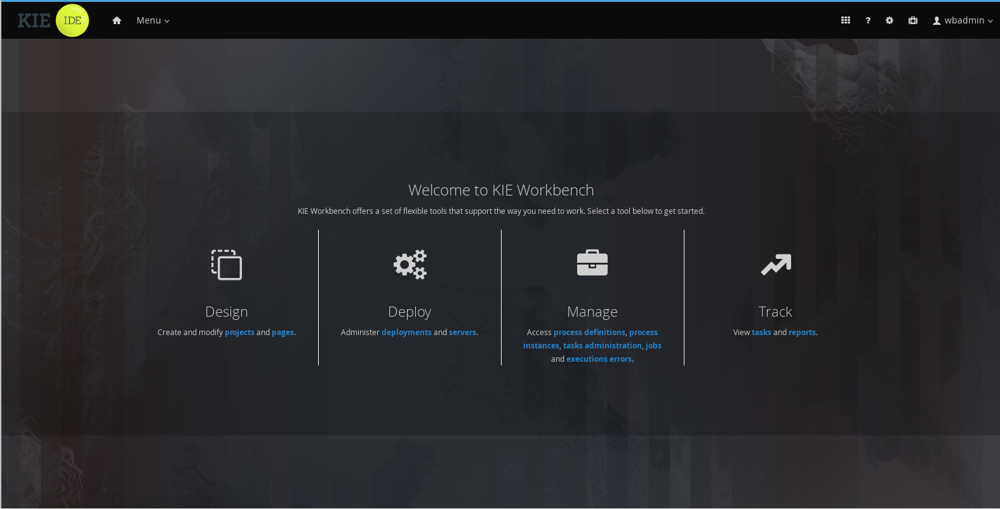 KIE IDE Menu ? wbadmin
Welcome to KIE Workbench
KIE Workbench offers a set of flexible tools that support the way you need to work. Select a tool below to get started.
Design
Create and modify projects and pages.
Deploy
Administer deployments and servers.
Manage
Access process definitions, process
instances, tasks administration, jobs
and executions errors.
Track
View tasks and reports.